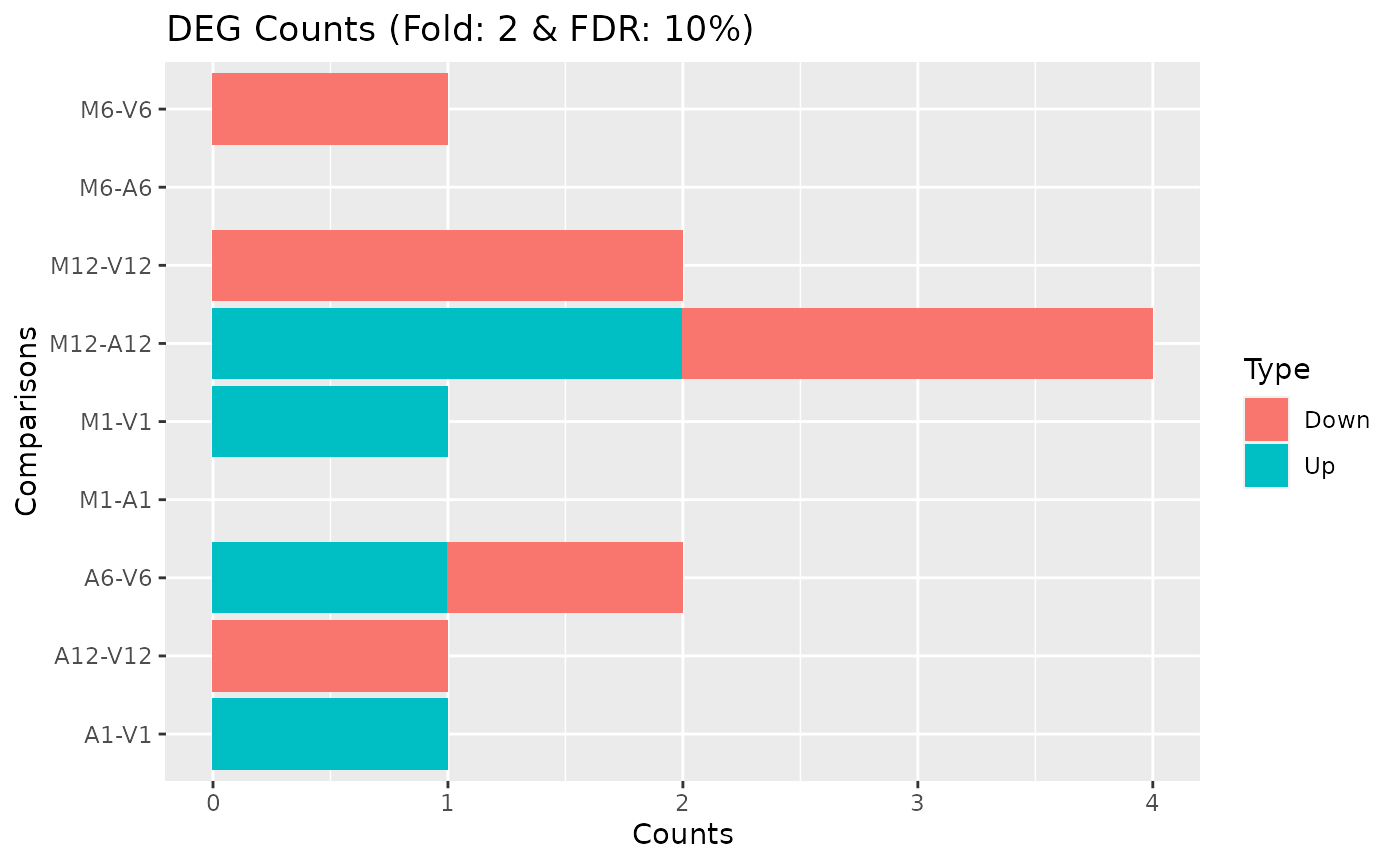 DEG Counts (Fold: 2 & FDR: 10%)
M6-V6
M6-A6
M12-V12
M12-A12
M1-V1
M1-A1
A6-V6
A12-V12
A1-V1
Comparisons
0 1 2 3 4
Counts
Type
Down
Up